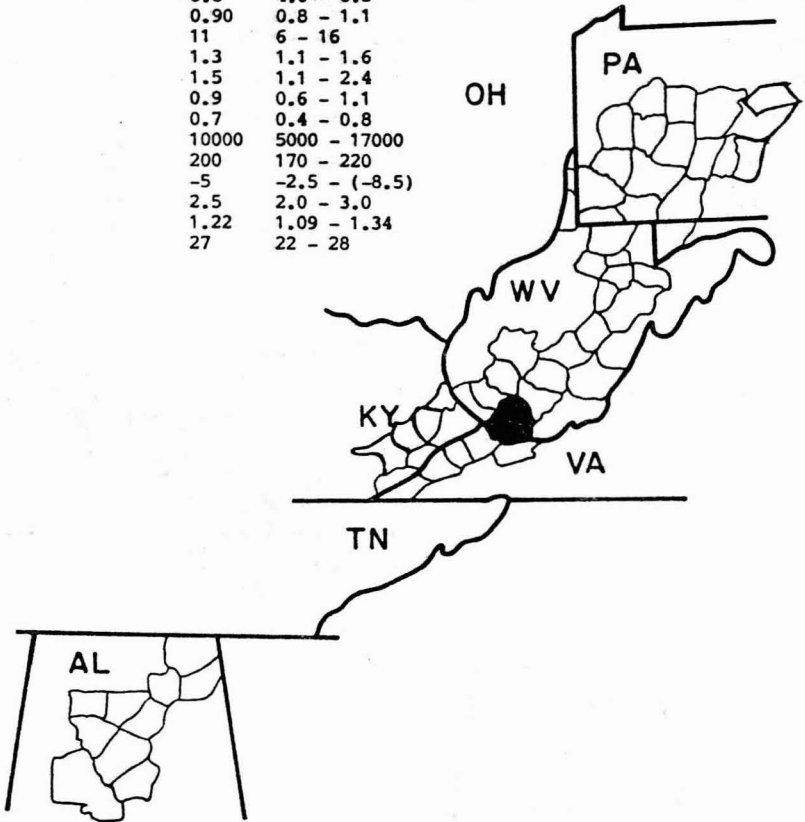 0.90 0.8 - 1.1
11 6 - 16
1.3 1.1 - 1.6
1.5 1.1 - 2.4
0.9 0.6 - 1.1
0.7 0.4 - 0.8
10000 5000 - 17000
200 170 - 220
-5 -2.5 - (-8.5)
2.5 2.0 - 3.0
1.22 1.09 - 1.34
27 22 - 28
PA
OH
WV
KY
VA
TN
AL